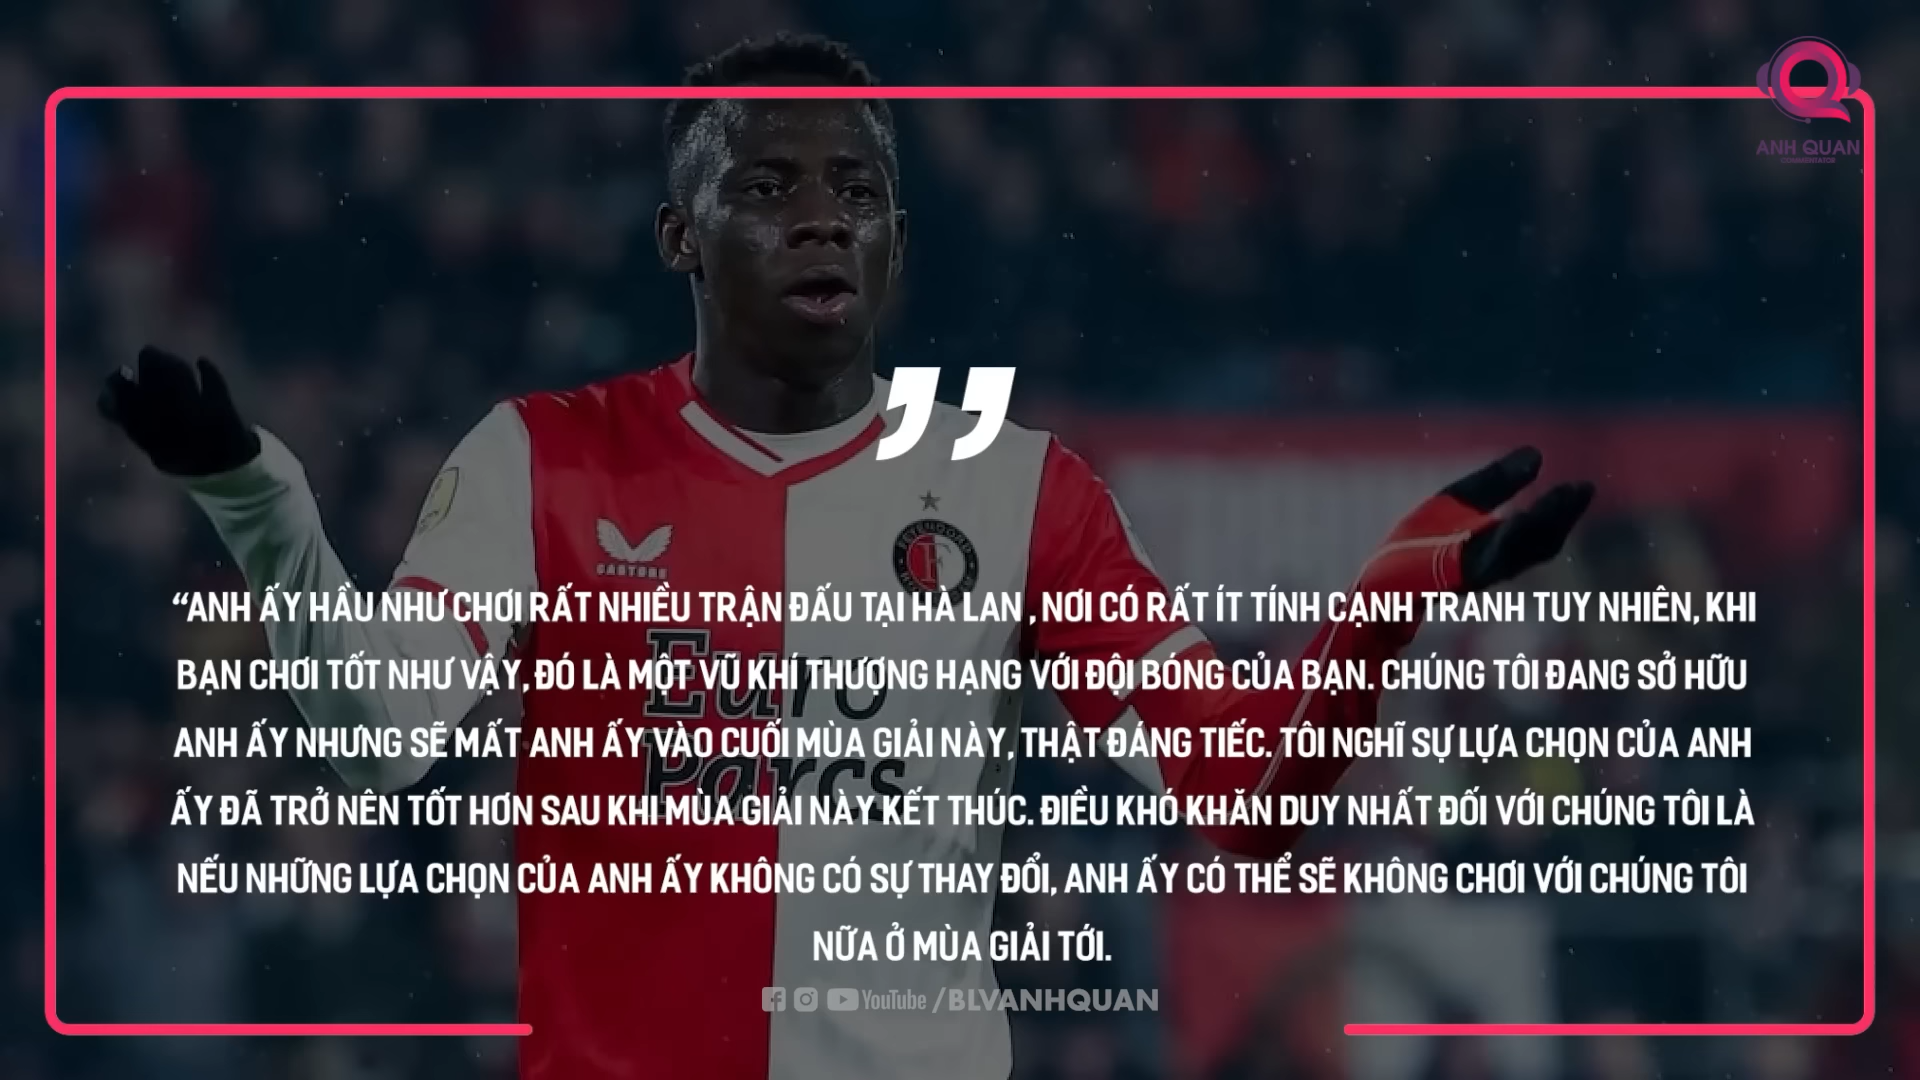 ANH QUAN
COMMENTATOR
”
CASTORE
FEYENOORD
Euro
Parcs
“ANH ẤY HẦU NHƯ CHƠI RẤT NHIỀU TRẬN ĐẤU TẠI HÀ LAN , NƠI CÓ RẤT ÍT TÍNH CẠNH TRANH TUY NHIÊN, KHI
BẠN CHƠI TỐT NHƯ VẬY, ĐÓ LÀ MỘT VŨ KHÍ THƯỢNG HẠNG VỚI ĐỘI BÓNG CỦA BẠN. CHÚNG TÔI ĐANG SỞ HỮU
ANH ẤY NHƯNG SẼ MẤT ANH ẤY VÀO CUỐI MÙA GIẢI NÀY, THẬT ĐÁNG TIẾC. TÔI NGHĨ SỰ LỰA CHỌN CỦA ANH
ẤY ĐÃ TRỞ NÊN TỐT HƠN SAU KHI MÙA GIẢI NÀY KẾT THÚC. ĐIỀU KHÓ KHĂN DUY NHẤT ĐỐI VỚI CHÚNG TÔI LÀ
NẾU NHỮNG LỰA CHỌN CỦA ANH ẤY KHÔNG CÓ SỰ THAY ĐỔI, ANH ẤY CÓ THỂ SẼ KHÔNG CHƠI VỚI CHÚNG TÔI
NỮA Ở MÙA GIẢI TỚI.
YouTube /BLVANHQUAN